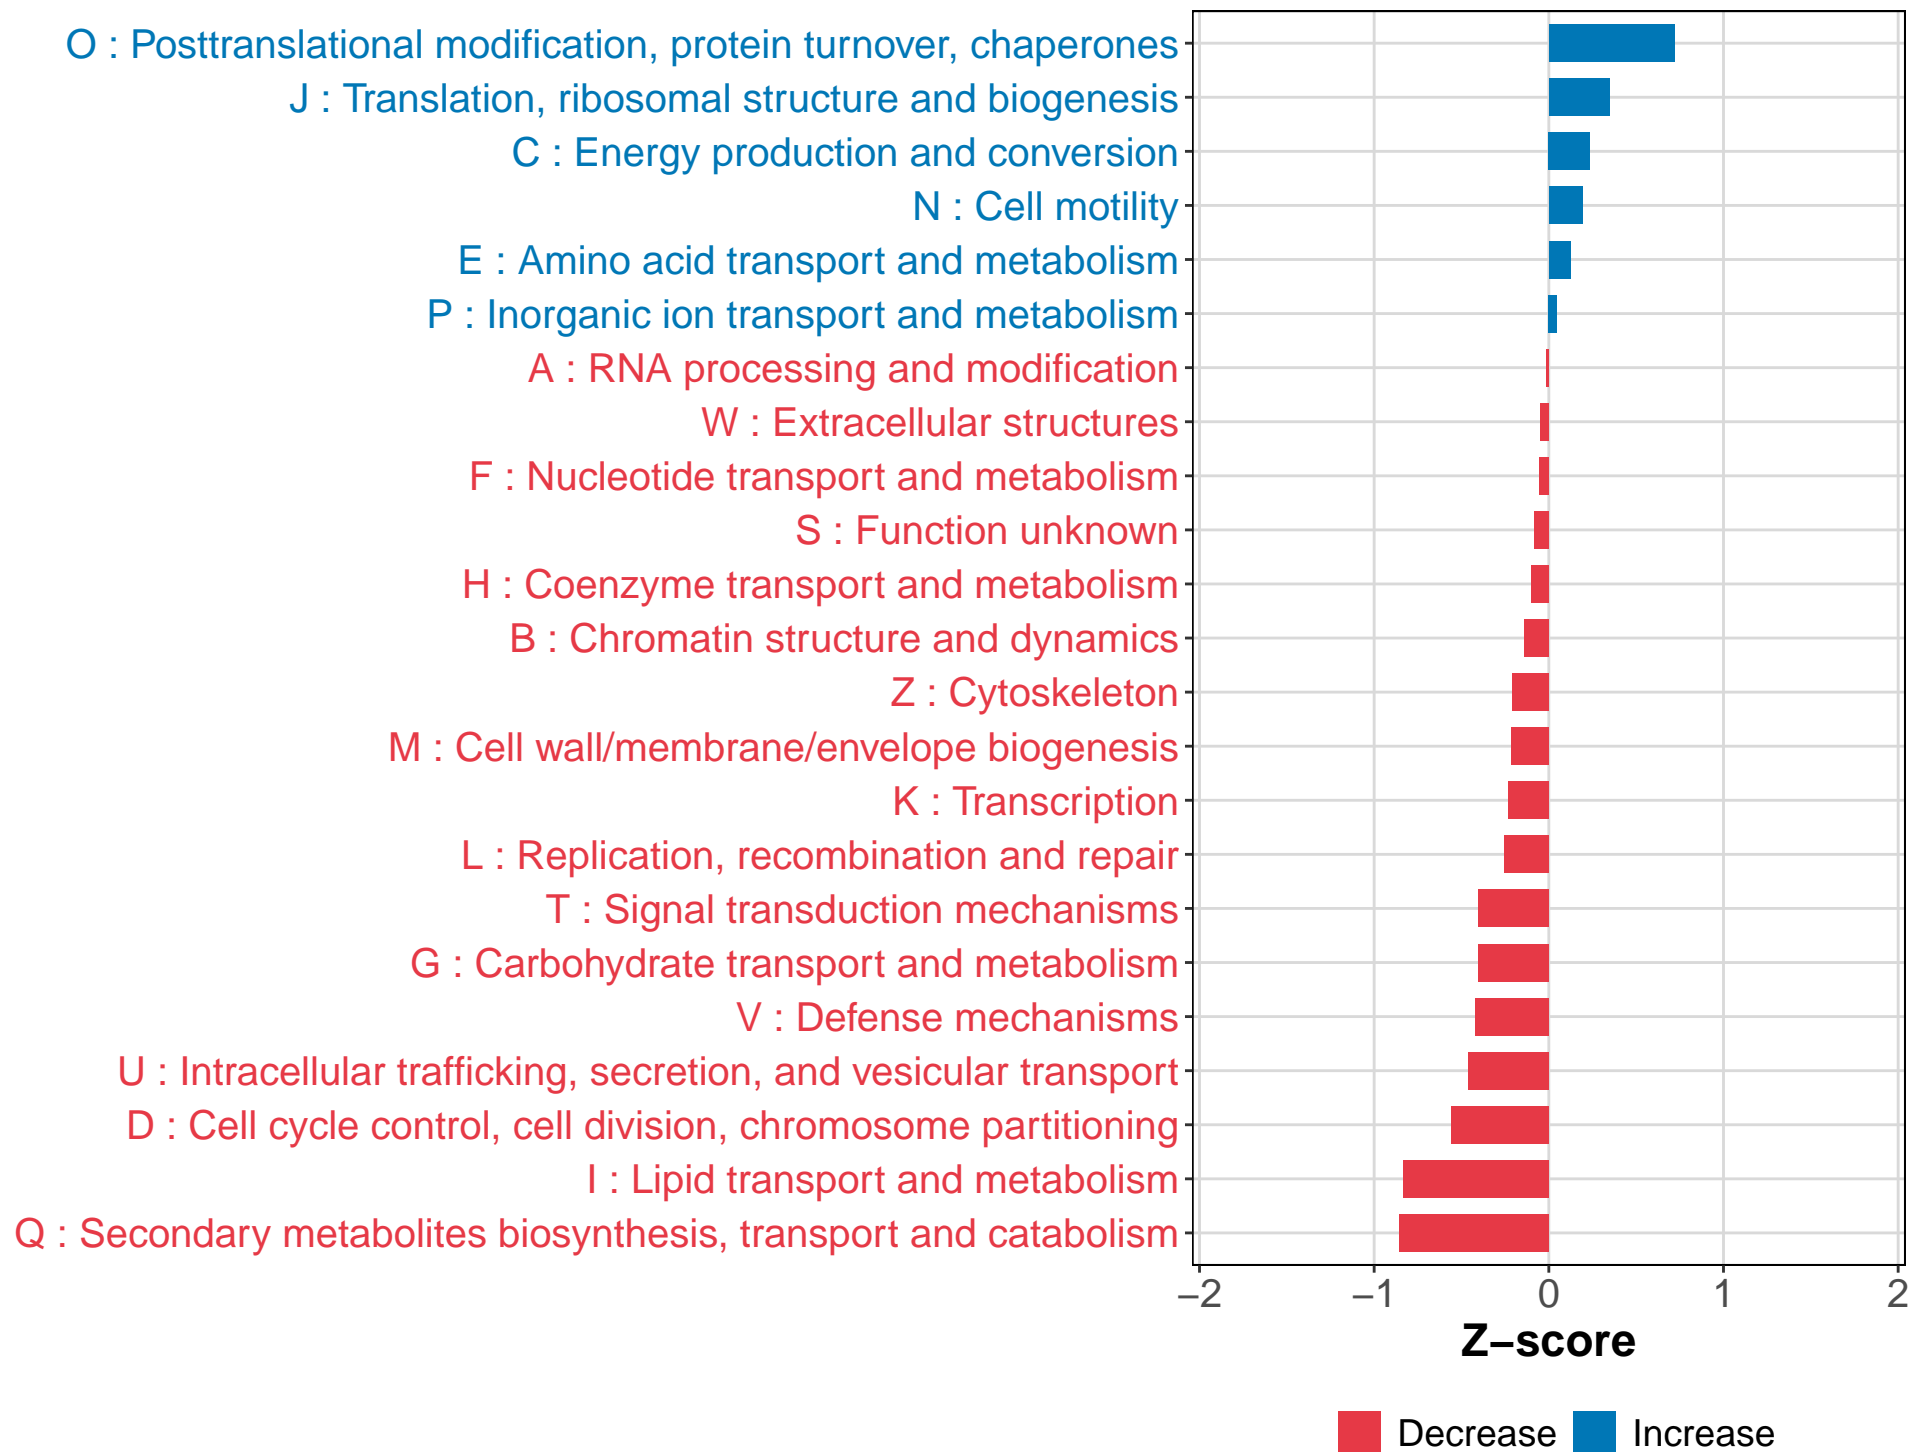 O : Posttranslational modification, protein turnover, chaperones
J : Translation, ribosomal structure and biogenesis
C : Energy production and conversion
N : Cell motility
E : Amino acid transport and metabolism
P : Inorganic ion transport and metabolism
A : RNA processing and modification
W : Extracellular structures
F : Nucleotide transport and metabolism
S : Function unknown
H : Coenzyme transport and metabolism
B : Chromatin structure and dynamics
Z : Cytoskeleton
M : Cell wall/membrane/envelope biogenesis
K : Transcription
L : Replication, recombination and repair
T : Signal transduction mechanisms
G : Carbohydrate transport and metabolism
V : Defense mechanisms
U : Intracellular trafficking, secretion, and vesicular transport
D : Cell cycle control, cell division, chromosome partitioning
I : Lipid transport and metabolism
Q : Secondary metabolites biosynthesis, transport and catabolism
−2 −1 0 1 2
Z−score
Decrease Increase